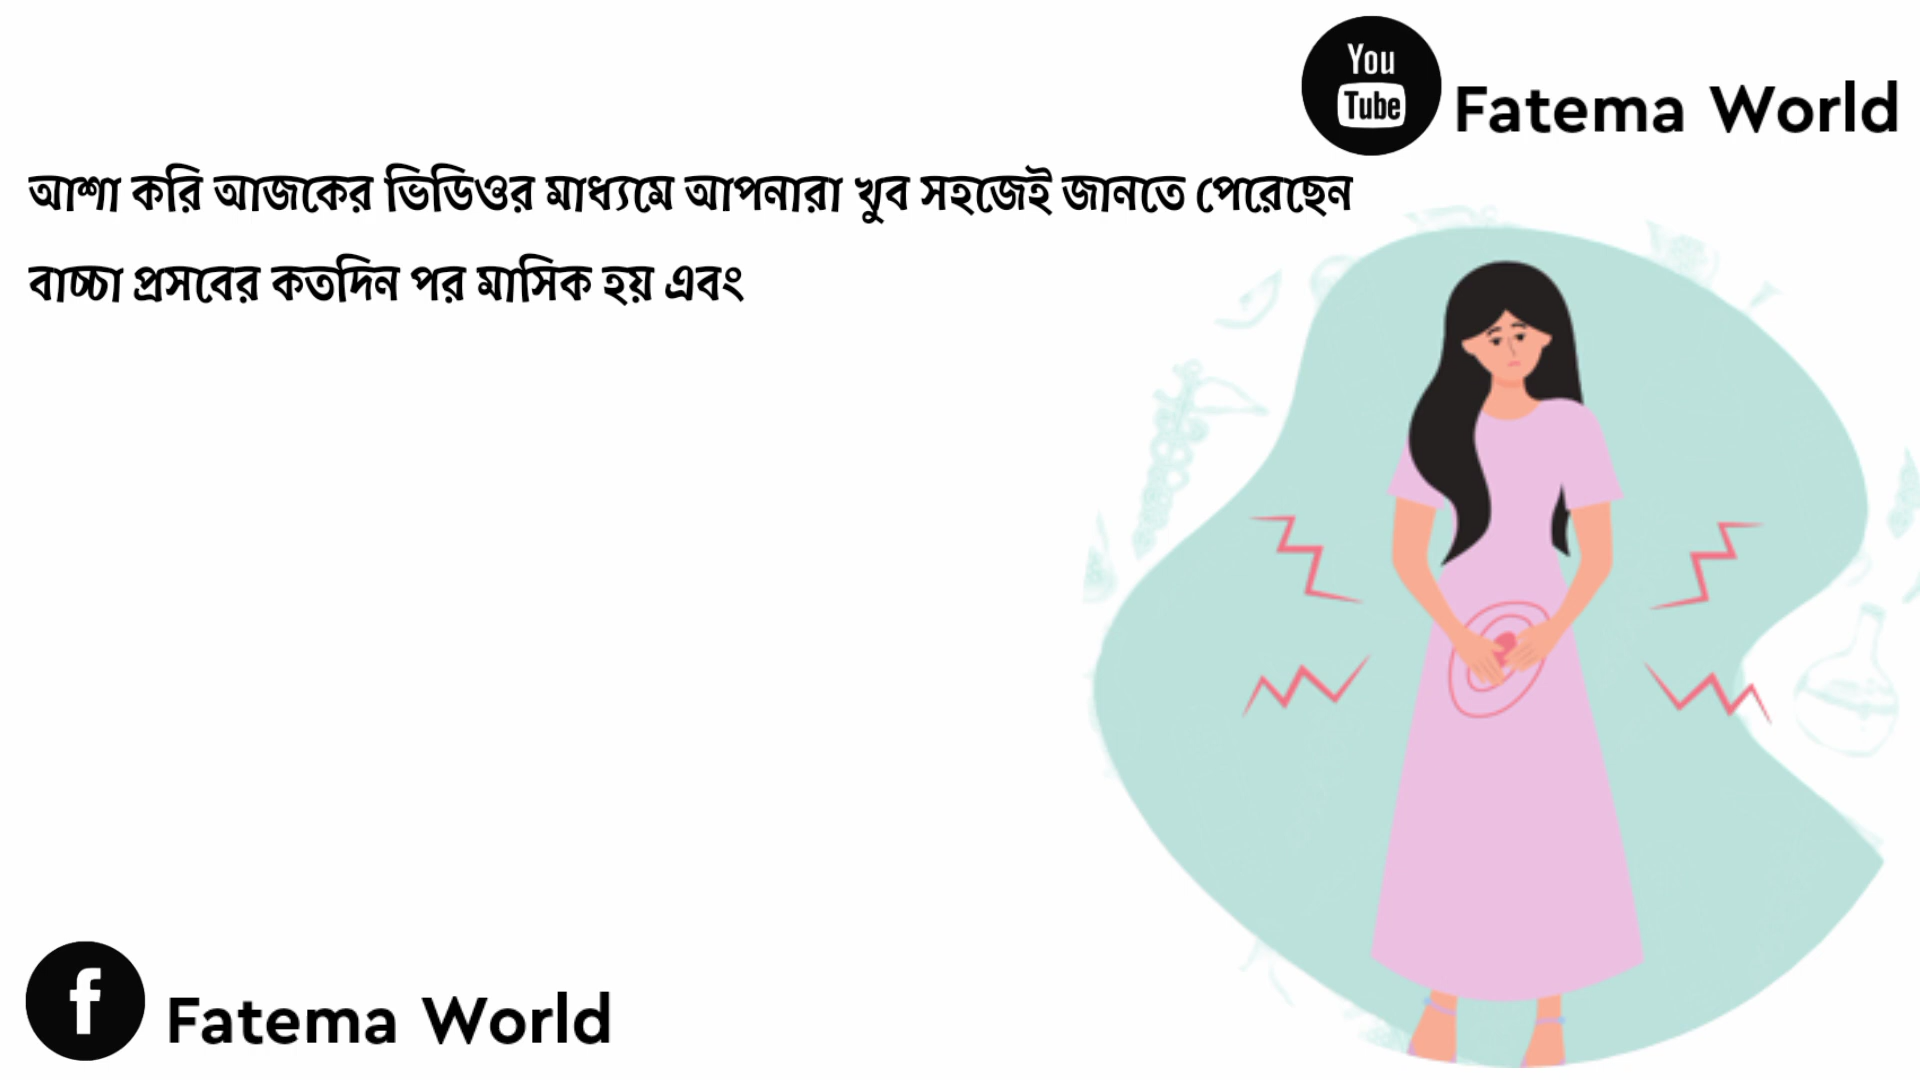 You
Tube
Fatema World
আশা করি আজকের ভিডিওর মাধ্যমে আপনারা খুব সহজেই জানতে পেরেছেন
বাচ্চা প্রসবের কতদিন পর মাসিক হয় এবং
f Fatema World